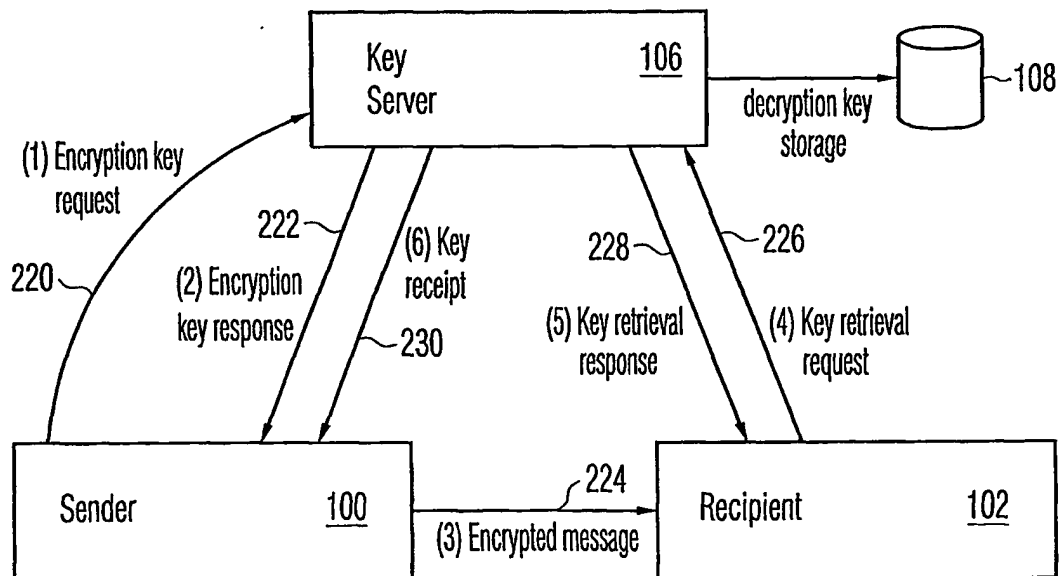 Key
Server
106
108
decryption key
storage
(1) Encryption key
request
220
222
(2) Encryption
key response
(6) Key
receipt
230
228
(5) Key retrieval
response
226
(4) Key retrieval
request
Sender
100
224
(3) Encrypted message
Recipient
102